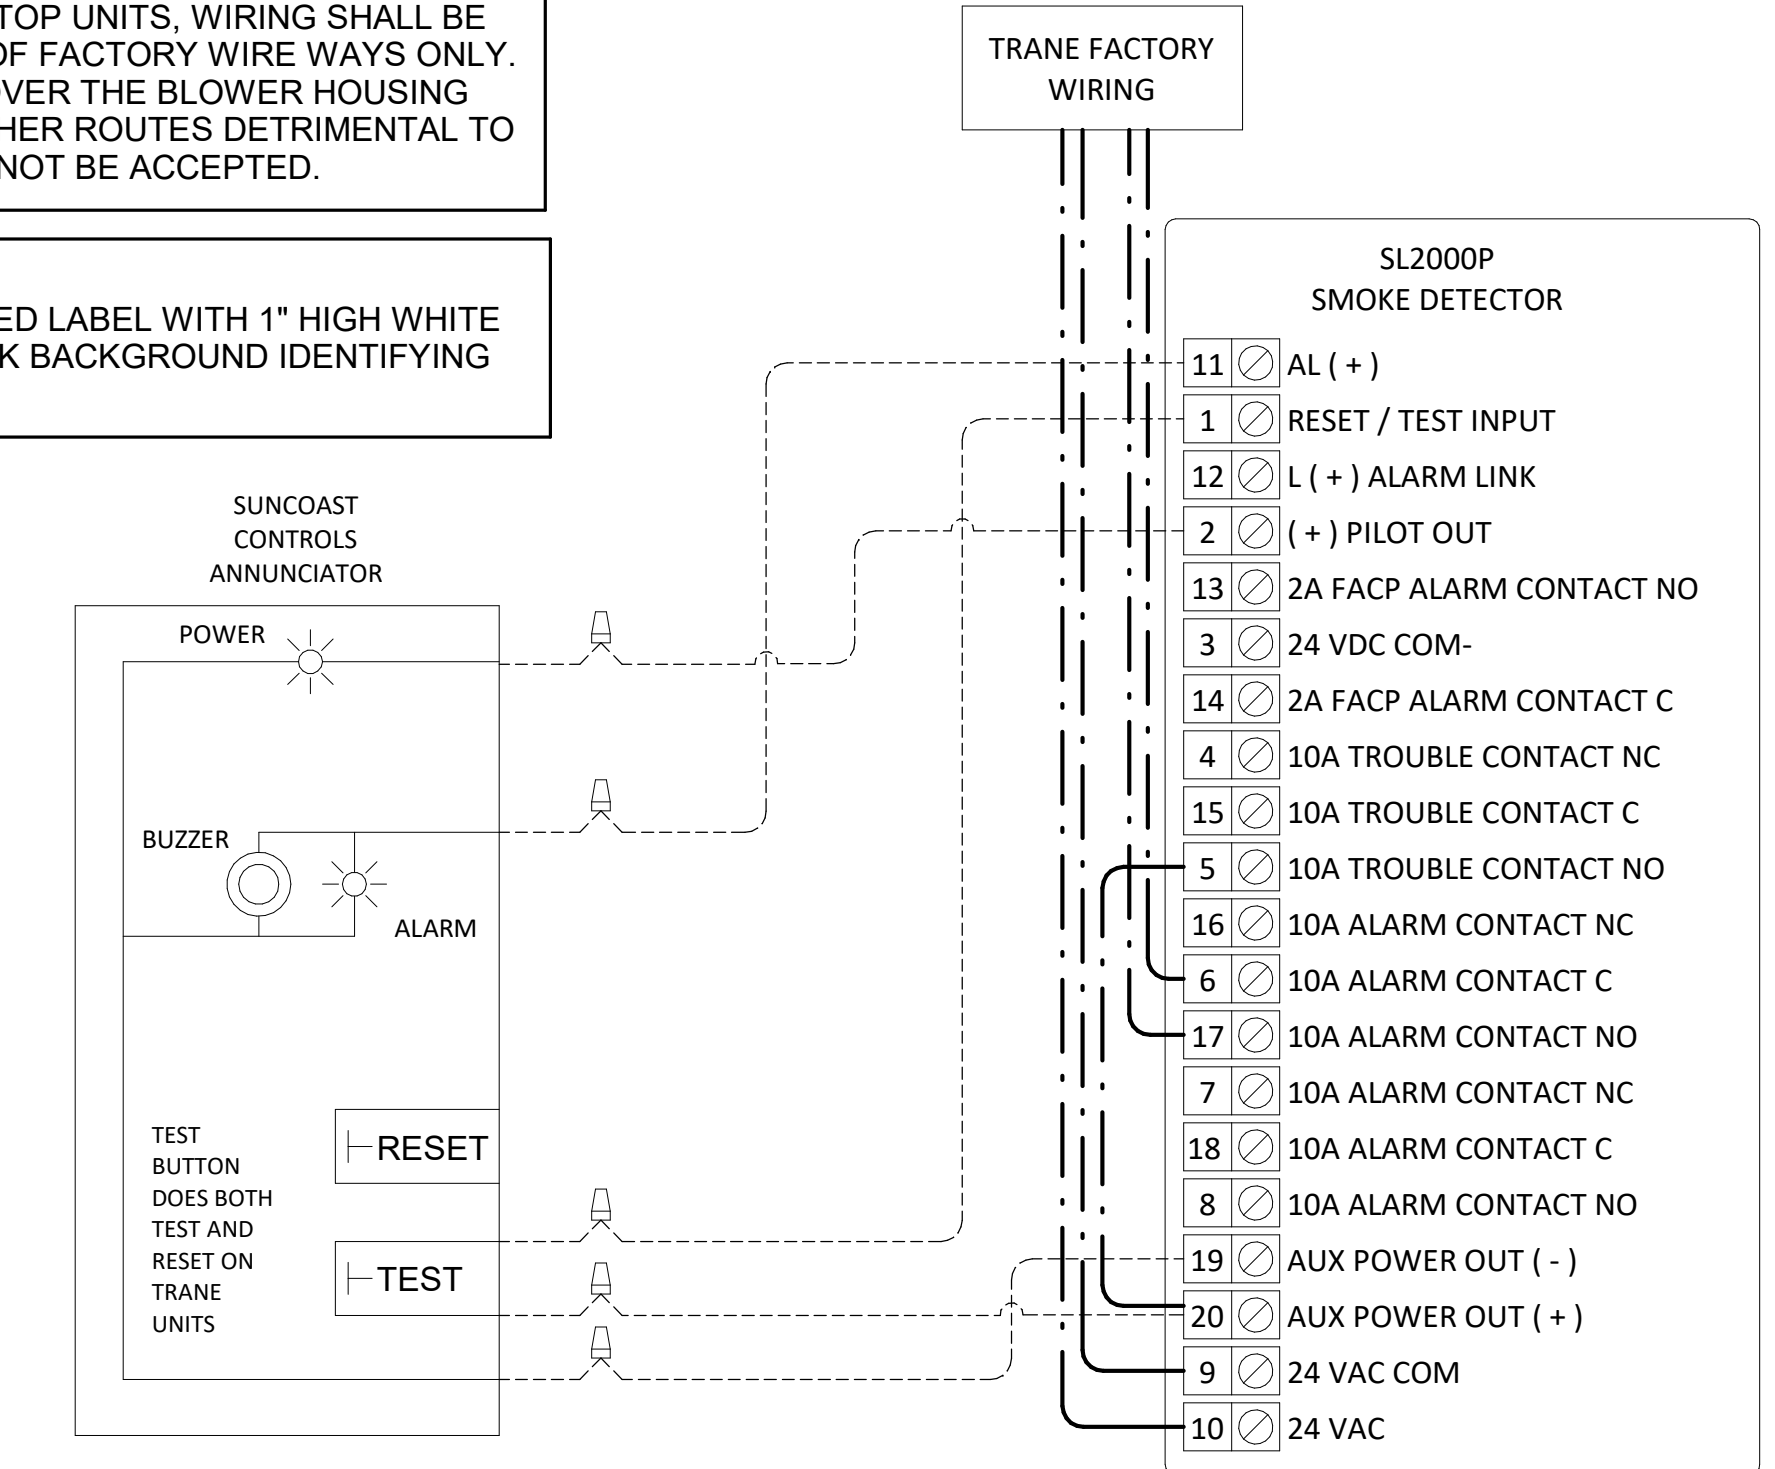 TOP UNITS, WIRING SHALL BE
OF FACTORY WIRE WAYS ONLY.
OVER THE BLOWER HOUSING
HER ROUTES DETRIMENTAL TO
NOT BE ACCEPTED.
ED LABEL WITH 1" HIGH WHITE
K BACKGROUND IDENTIFYING
TRANE FACTORY
WIRING
SUNCOAST
CONTROLS
ANNUNCIATOR
POWER
BUZZER
ALARM
RESET
TEST
TEST
BUTTON
DOES BOTH
TEST AND
RESET ON
TRANE
UNITS
SL2000P
SMOKE DETECTOR
11 AL ( + )
1 RESET / TEST INPUT
12 L ( + ) ALARM LINK
2 ( + ) PILOT OUT
13 2A FACP ALARM CONTACT NO
3 24 VDC COM-
14 2A FACP ALARM CONTACT C
4 10A TROUBLE CONTACT NC
15 10A TROUBLE CONTACT C
5 10A TROUBLE CONTACT NO
16 10A ALARM CONTACT NC
6 10A ALARM CONTACT C
17 10A ALARM CONTACT NO
7 10A ALARM CONTACT NC
18 10A ALARM CONTACT C
8 10A ALARM CONTACT NO
19 AUX POWER OUT ( - )
20 AUX POWER OUT ( + )
9 24 VAC COM
10 24 VAC